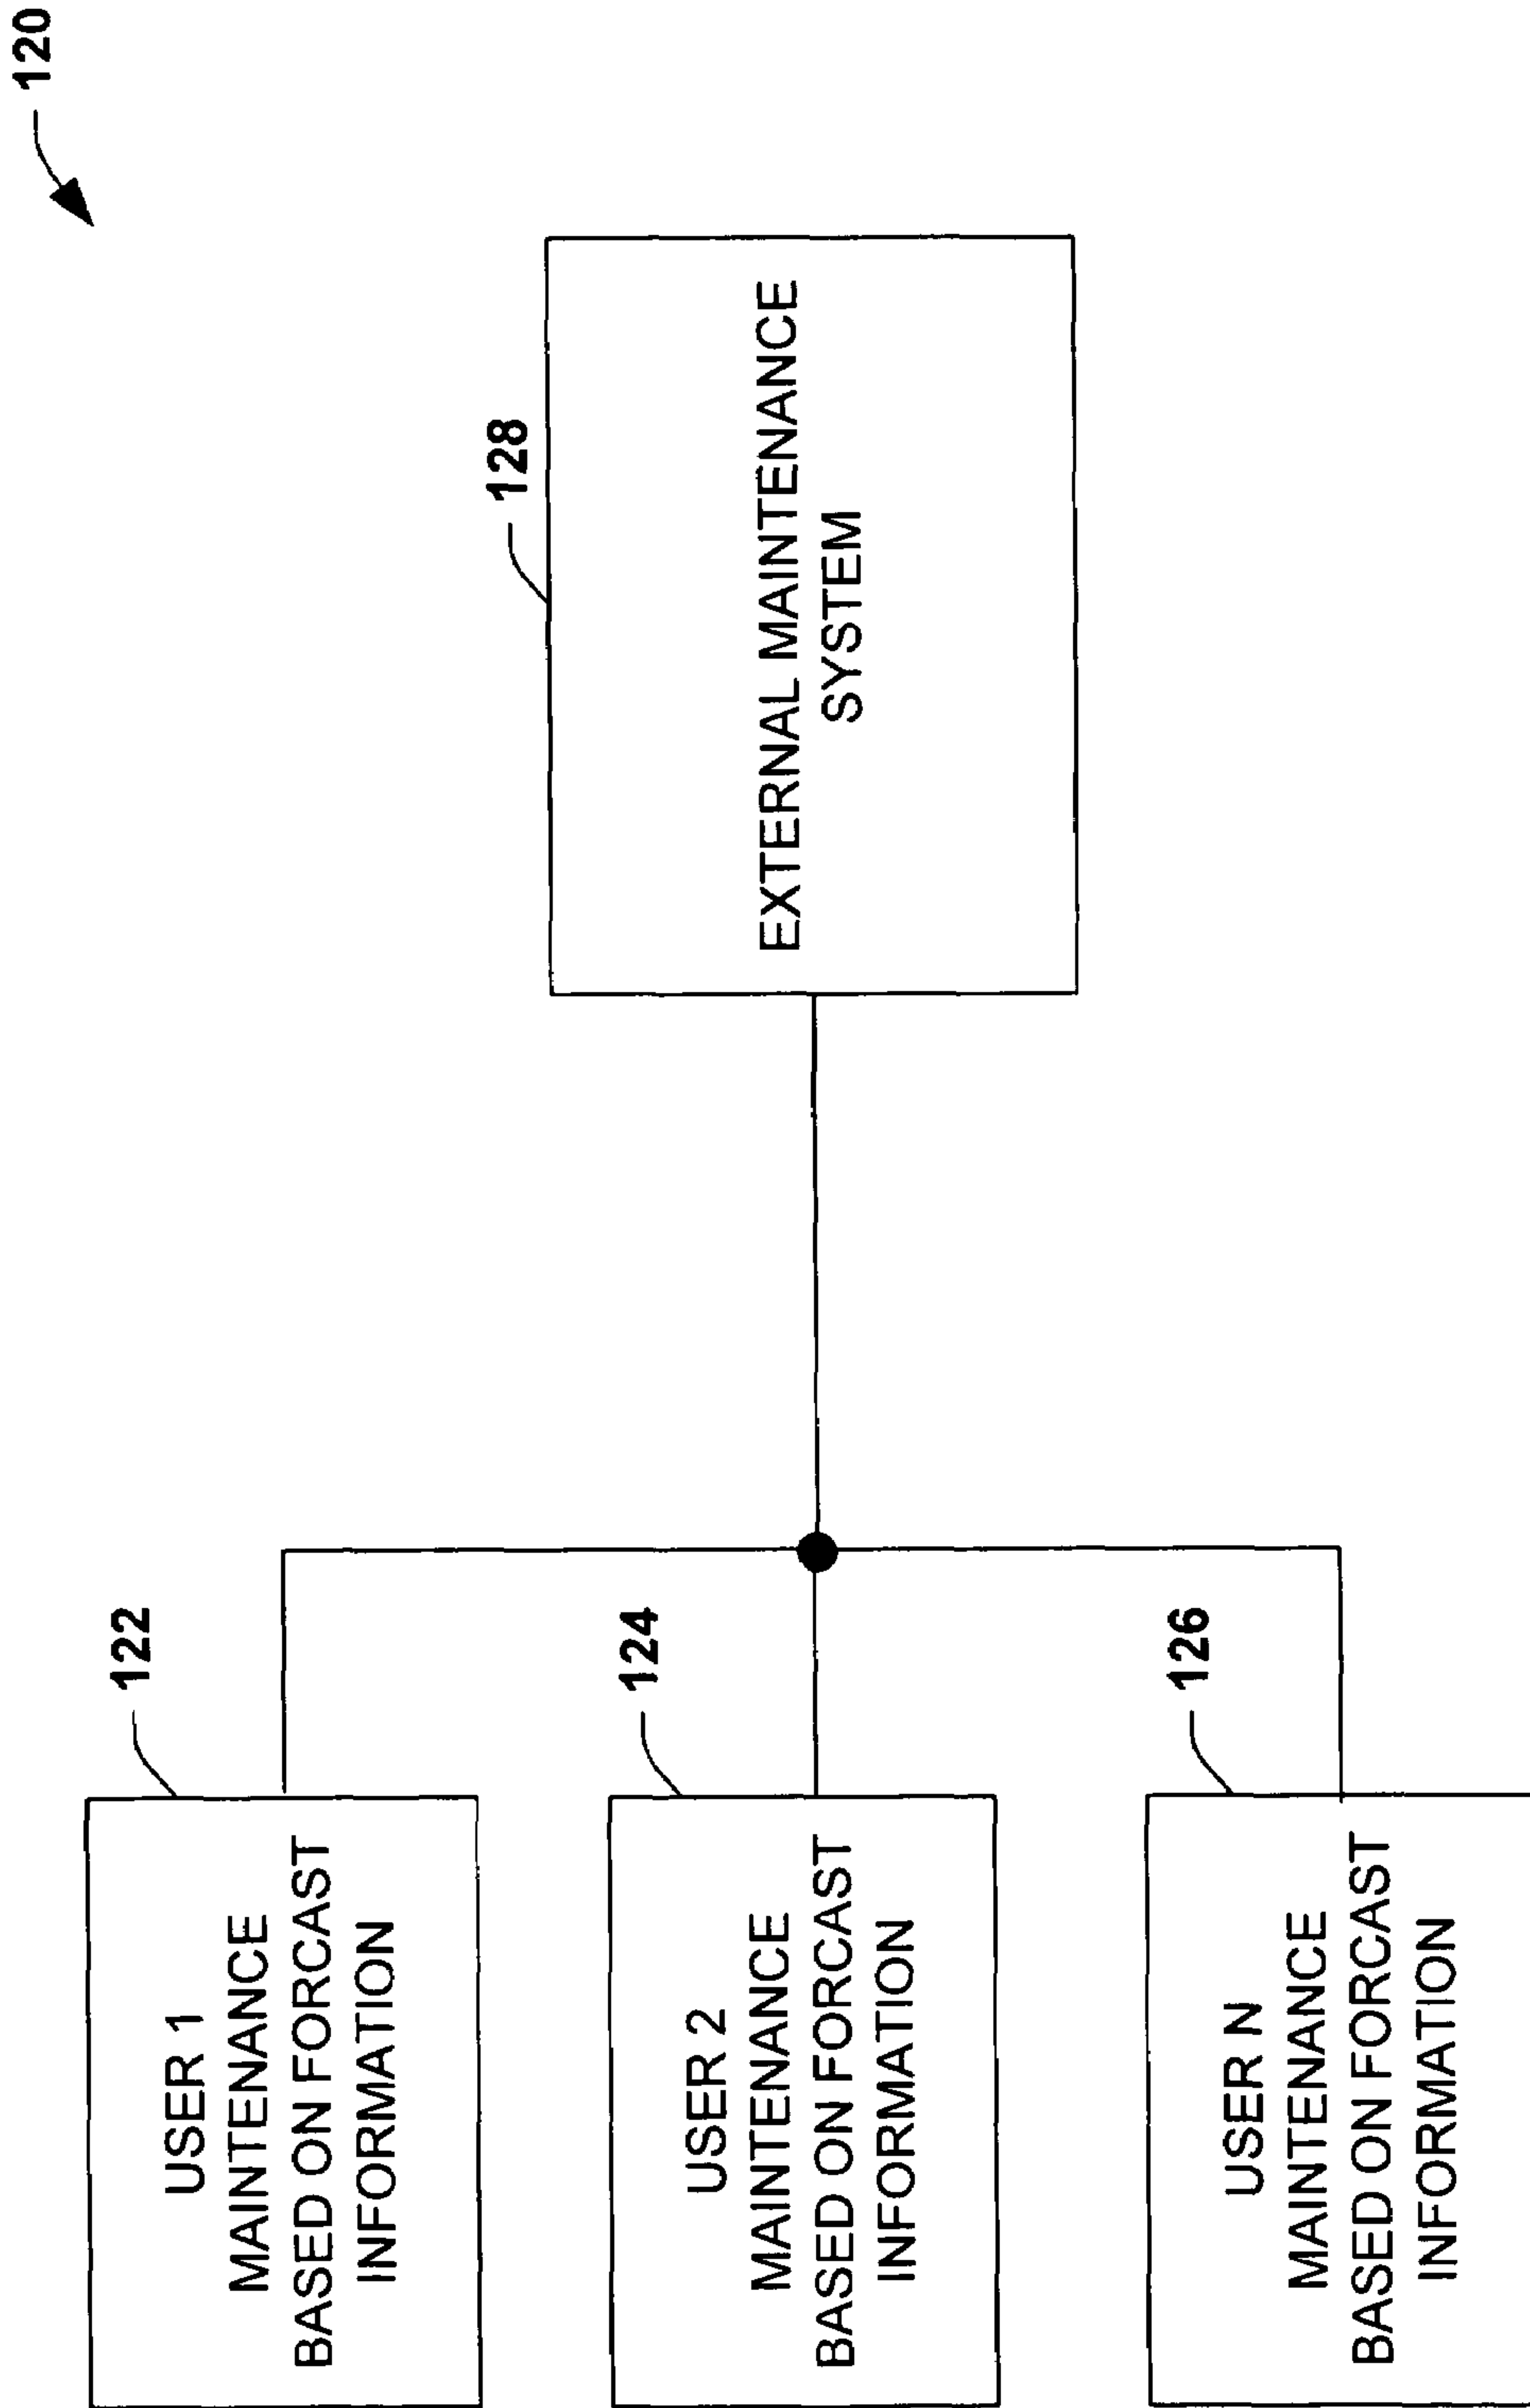 120
122
USER 1
MAINTENANCE
BASED ON FORCAST
INFORMATION
124
USER 2
MAINTENANCE
BASED ON FORCAST
INFORMATION
126
USER N
MAINTENANCE
BASED ON FORCAST
INFORMATION
128
EXTERNAL MAINTENANCE
SYSTEM